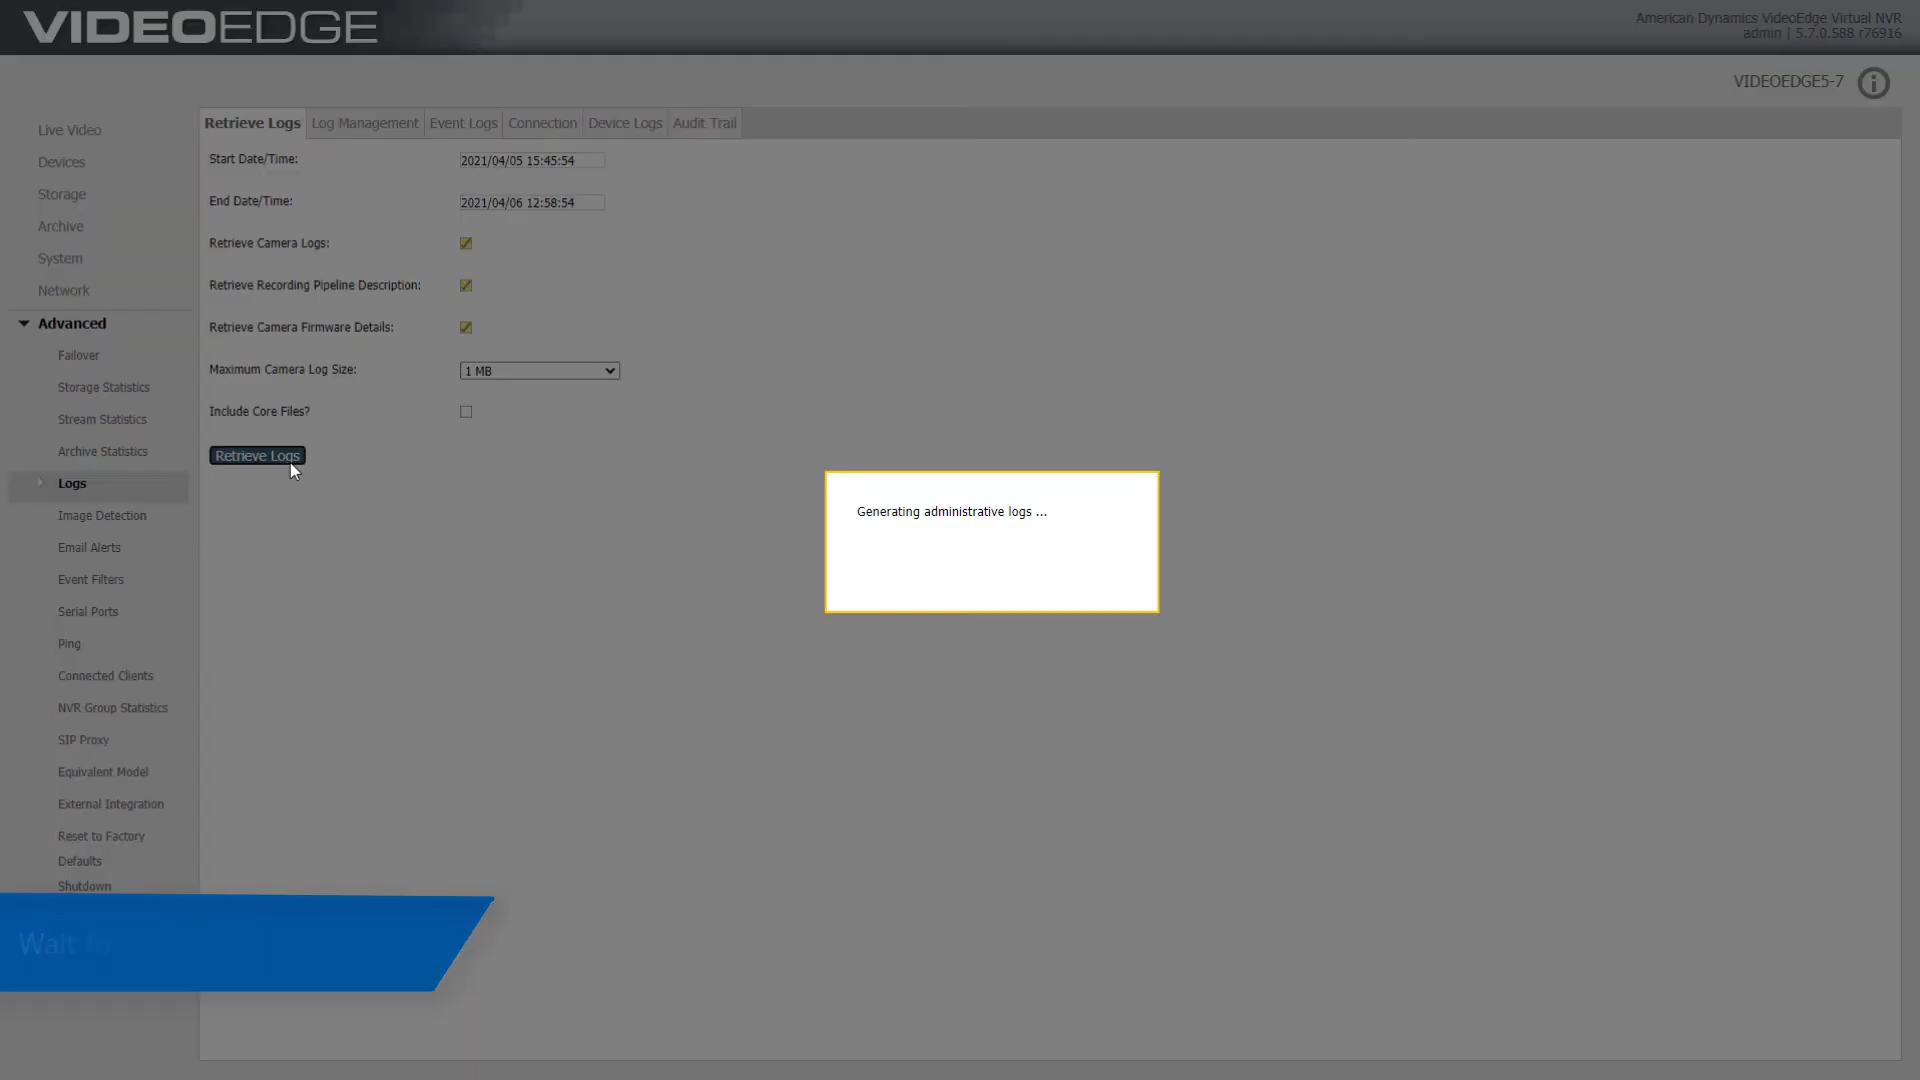 VIDEOEDGE
American Dynamics VideoEdge Virtual NVR
admin | 5.7.0.588 r76916
VIDEOEDGE5-7
Live Video
Devices
Storage
Archive
System
Network
Advanced
Failover
Storage Statistics
Stream Statistics
Archive Statistics
Logs
Image Detection
Email Alerts
Event Filters
Serial Ports
Ping
Connected Clients
NVR Group Statistics
SIP Proxy
Equivalent Model
External Integration
Reset to Factory
Defaults
Shutdown
Retrieve Logs Log Management Event Logs Connection Device Logs Audit Trail
Start Date/Time: 2021/04/05 15:45:54
End Date/Time: 2021/04/06 12:58:54
Retrieve Camera Logs:
Retrieve Recording Pipeline Description:
Retrieve Camera Firmware Details:
Maximum Camera Log Size: 1 MB
Include Core Files?
Retrieve Logs
Generating administrative logs ...
Wait fo